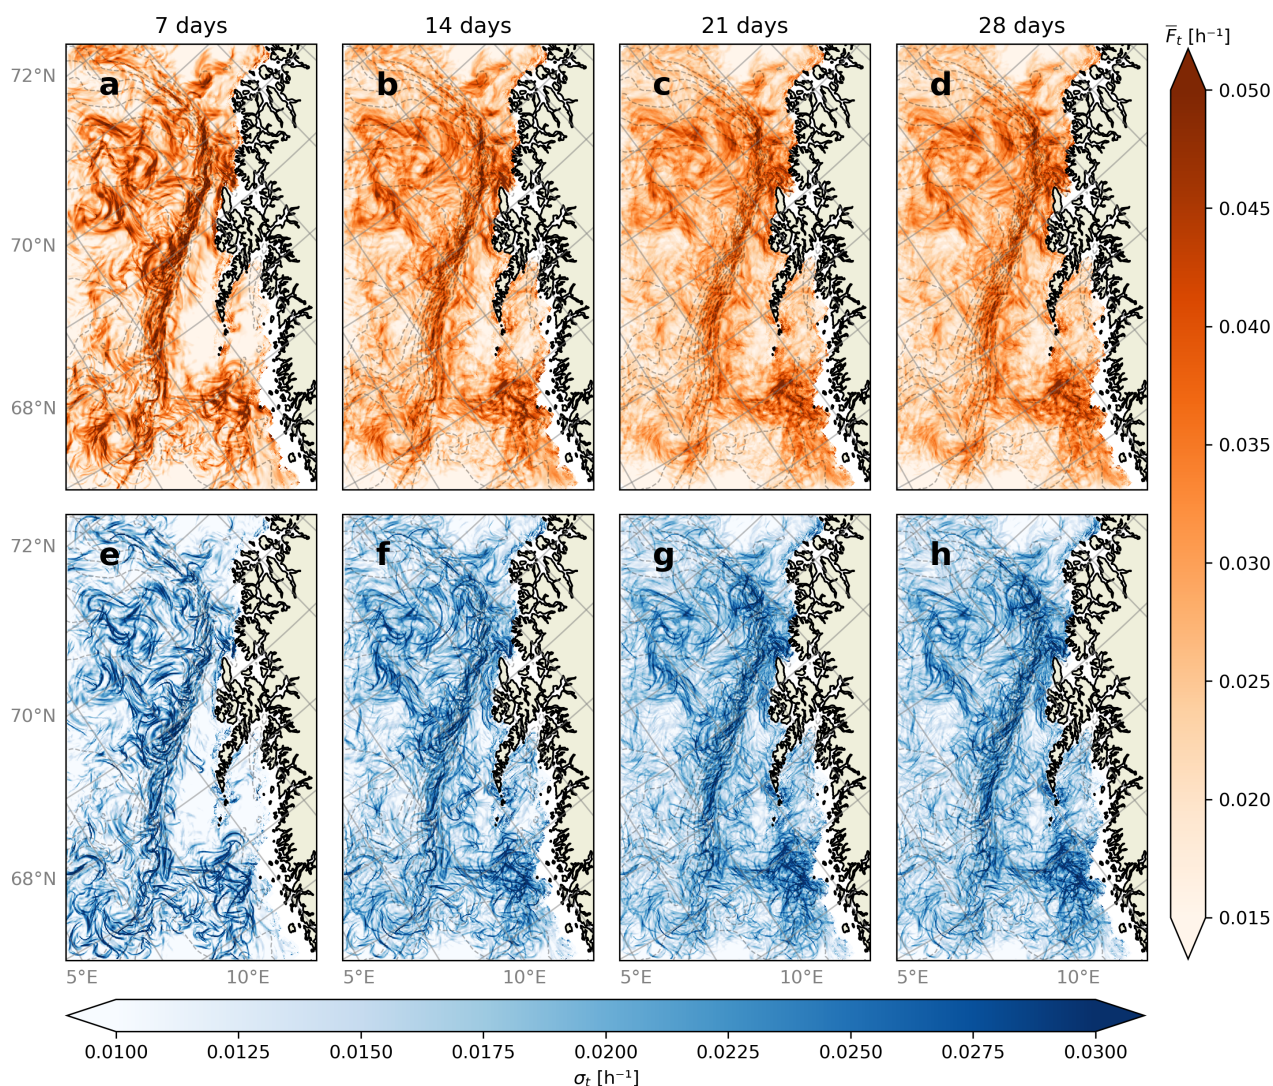 7 days 14 days 21 days 28 days
F̅ₜ [h⁻¹]
a b c d
72°N
70°N
68°N
0.050
0.045
0.040
0.035
0.030
0.025
0.020
0.015
e f g h
72°N
70°N
68°N
5°E 10°E 5°E 10°E 5°E 10°E 5°E 10°E
0.0100 0.0125 0.0150 0.0175 0.0200 0.0225 0.0250 0.0275 0.0300
σₜ [h⁻¹]